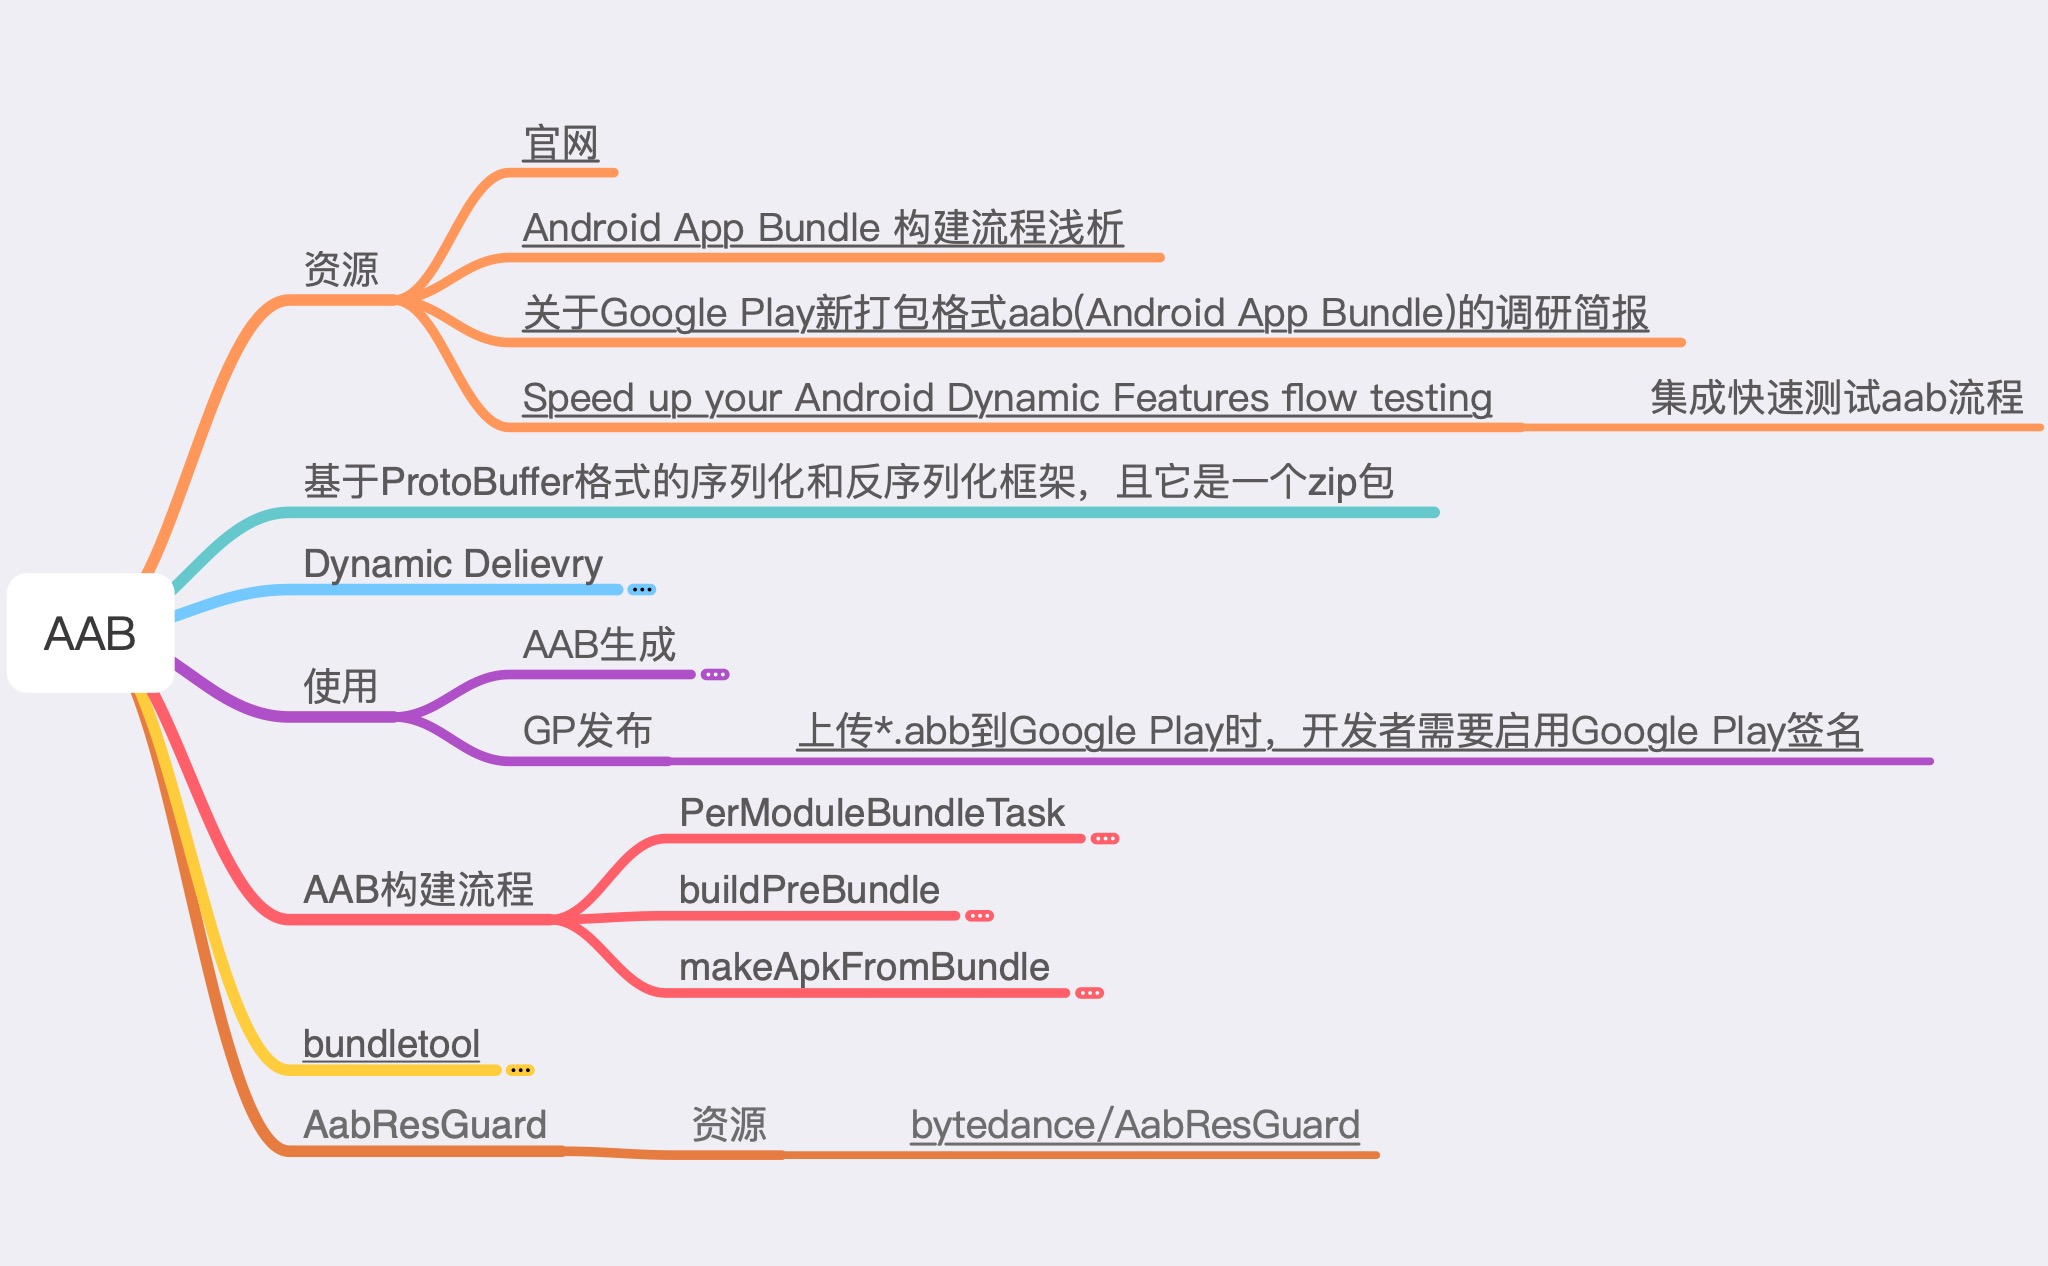 官网
Android App Bundle 构建流程浅析
资源
关于Google Play新打包格式aab(Android App Bundle)的调研简报
Speed up your Android Dynamic Features flow testing
集成快速测试aab流程
基于ProtoBuffer格式的序列化和反序列化框架，且它是一个zip包
Dynamic Delievry
AAB
AAB生成
使用
GP发布
上传*.abb到Google Play时，开发者需要启用Google Play签名
PerModuleBundleTask
AAB构建流程
buildPreBundle
makeApkFromBundle
bundletool
AabResGuard
资源
bytedance/AabResGuard